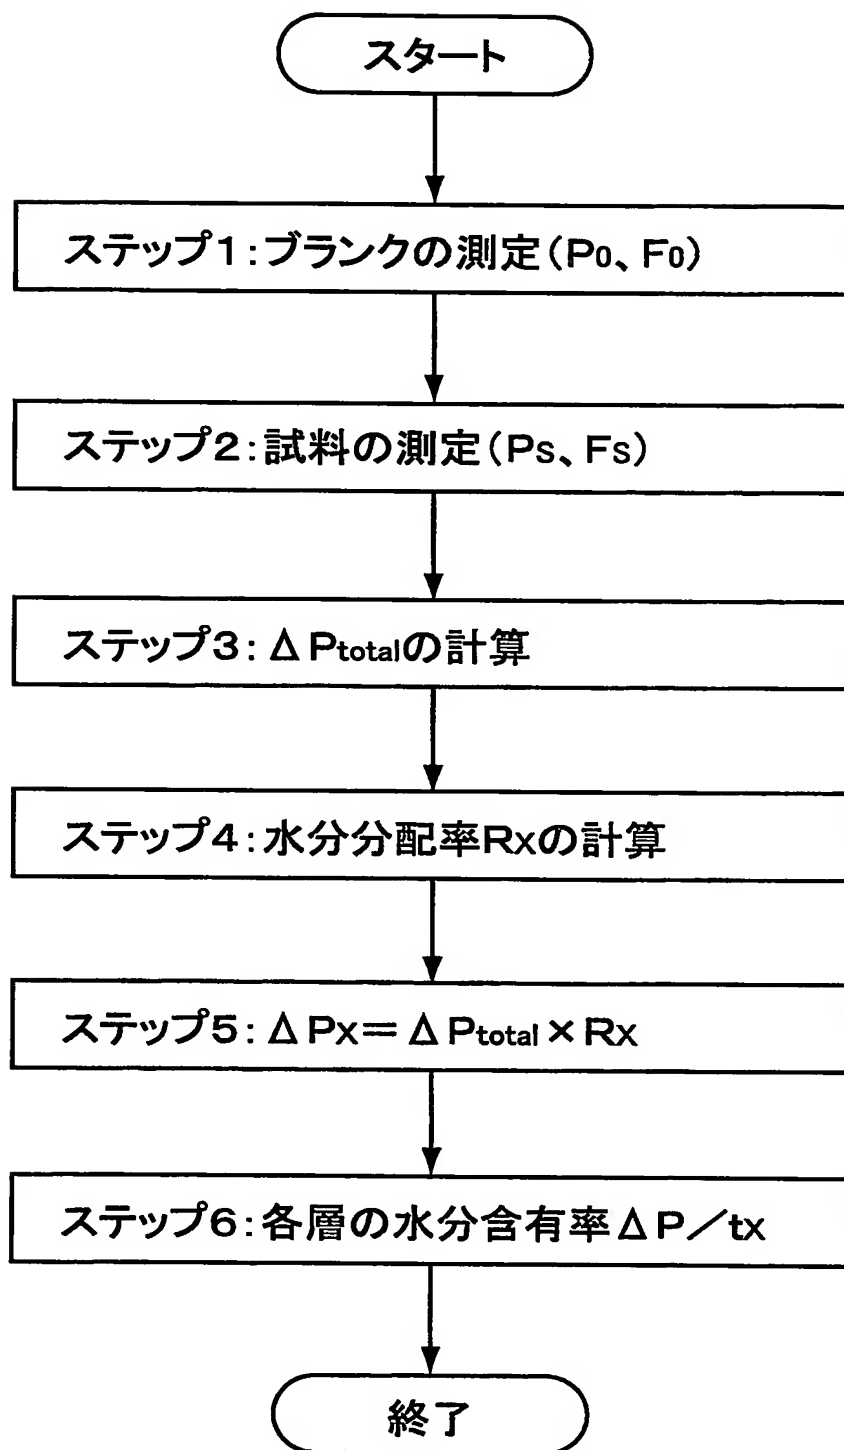 スタート
ステップ1:ブランクの測定(P0、F0)
ステップ2:試料の測定(PS、FS)
ステップ3:ΔPtotalの計算
ステップ4:水分分配率RXの計算
ステップ5:ΔPX=ΔPtotal×RX
ステップ6:各層の水分含有率ΔP/tX
終了